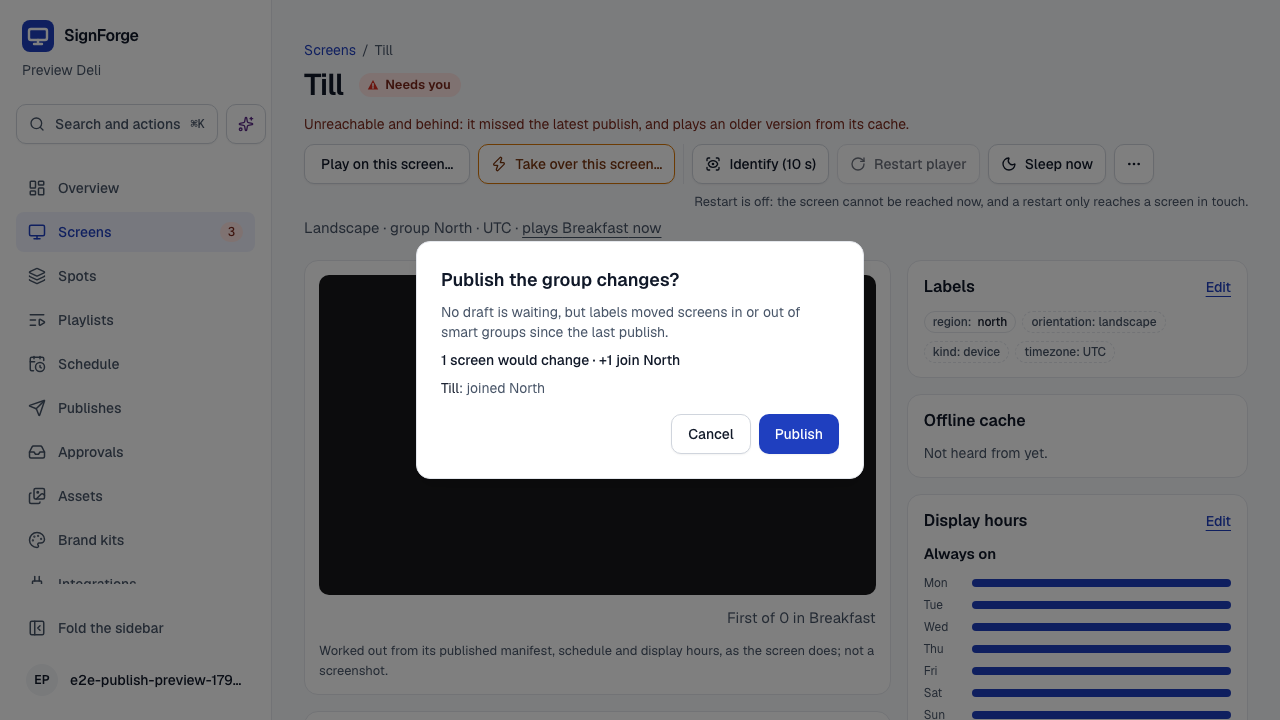 SignForge
Preview Deli
Search and actions ⌘K
Overview
Screens 3
Spots
Playlists
Schedule
Publishes
Approvals
Assets
Brand kits
Integrations
Fold the sidebar
EP e2e-publish-preview-179…
Screens / Till
Till Needs you
Unreachable and behind: it missed the latest publish, and plays an older version from its cache.
Play on this screen… Take over this screen… Identify (10 s) Restart player Sleep now ···
Restart is off: the screen cannot be reached now, and a restart only reaches a screen in touch.
Landscape · group North · UTC · plays Breakfast now
Publish the group changes?
No draft is waiting, but labels moved screens in or out of
smart groups since the last publish.
1 screen would change · +1 join North
Till: joined North
Cancel Publish
First of 0 in Breakfast
Worked out from its published manifest, schedule and display hours, as the screen does; not a
screenshot.
Labels Edit
region: north orientation: landscape
kind: device timezone: UTC
Offline cache
Not heard from yet.
Display hours Edit
Always on
Mon
Tue
Wed
Thu
Fri
Sat
Sun